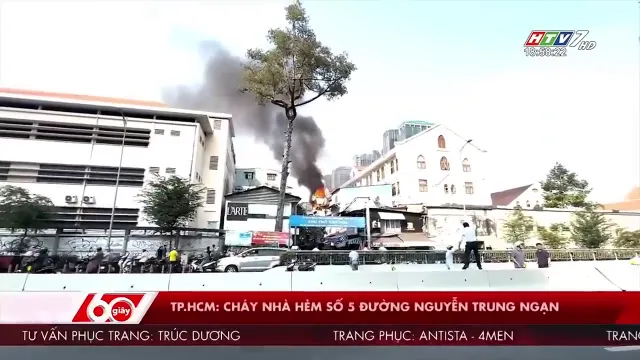 HTV7 HD
18:58:22
L'ARTE
60 giây
TP.HCM: CHÁY NHÀ HẺM SỐ 5 ĐƯỜNG NGUYỄN TRUNG NGẠN
TƯ VẤN PHỤC TRANG: TRÚC DƯƠNG TRANG PHỤC: ANTISTA - 4MEN